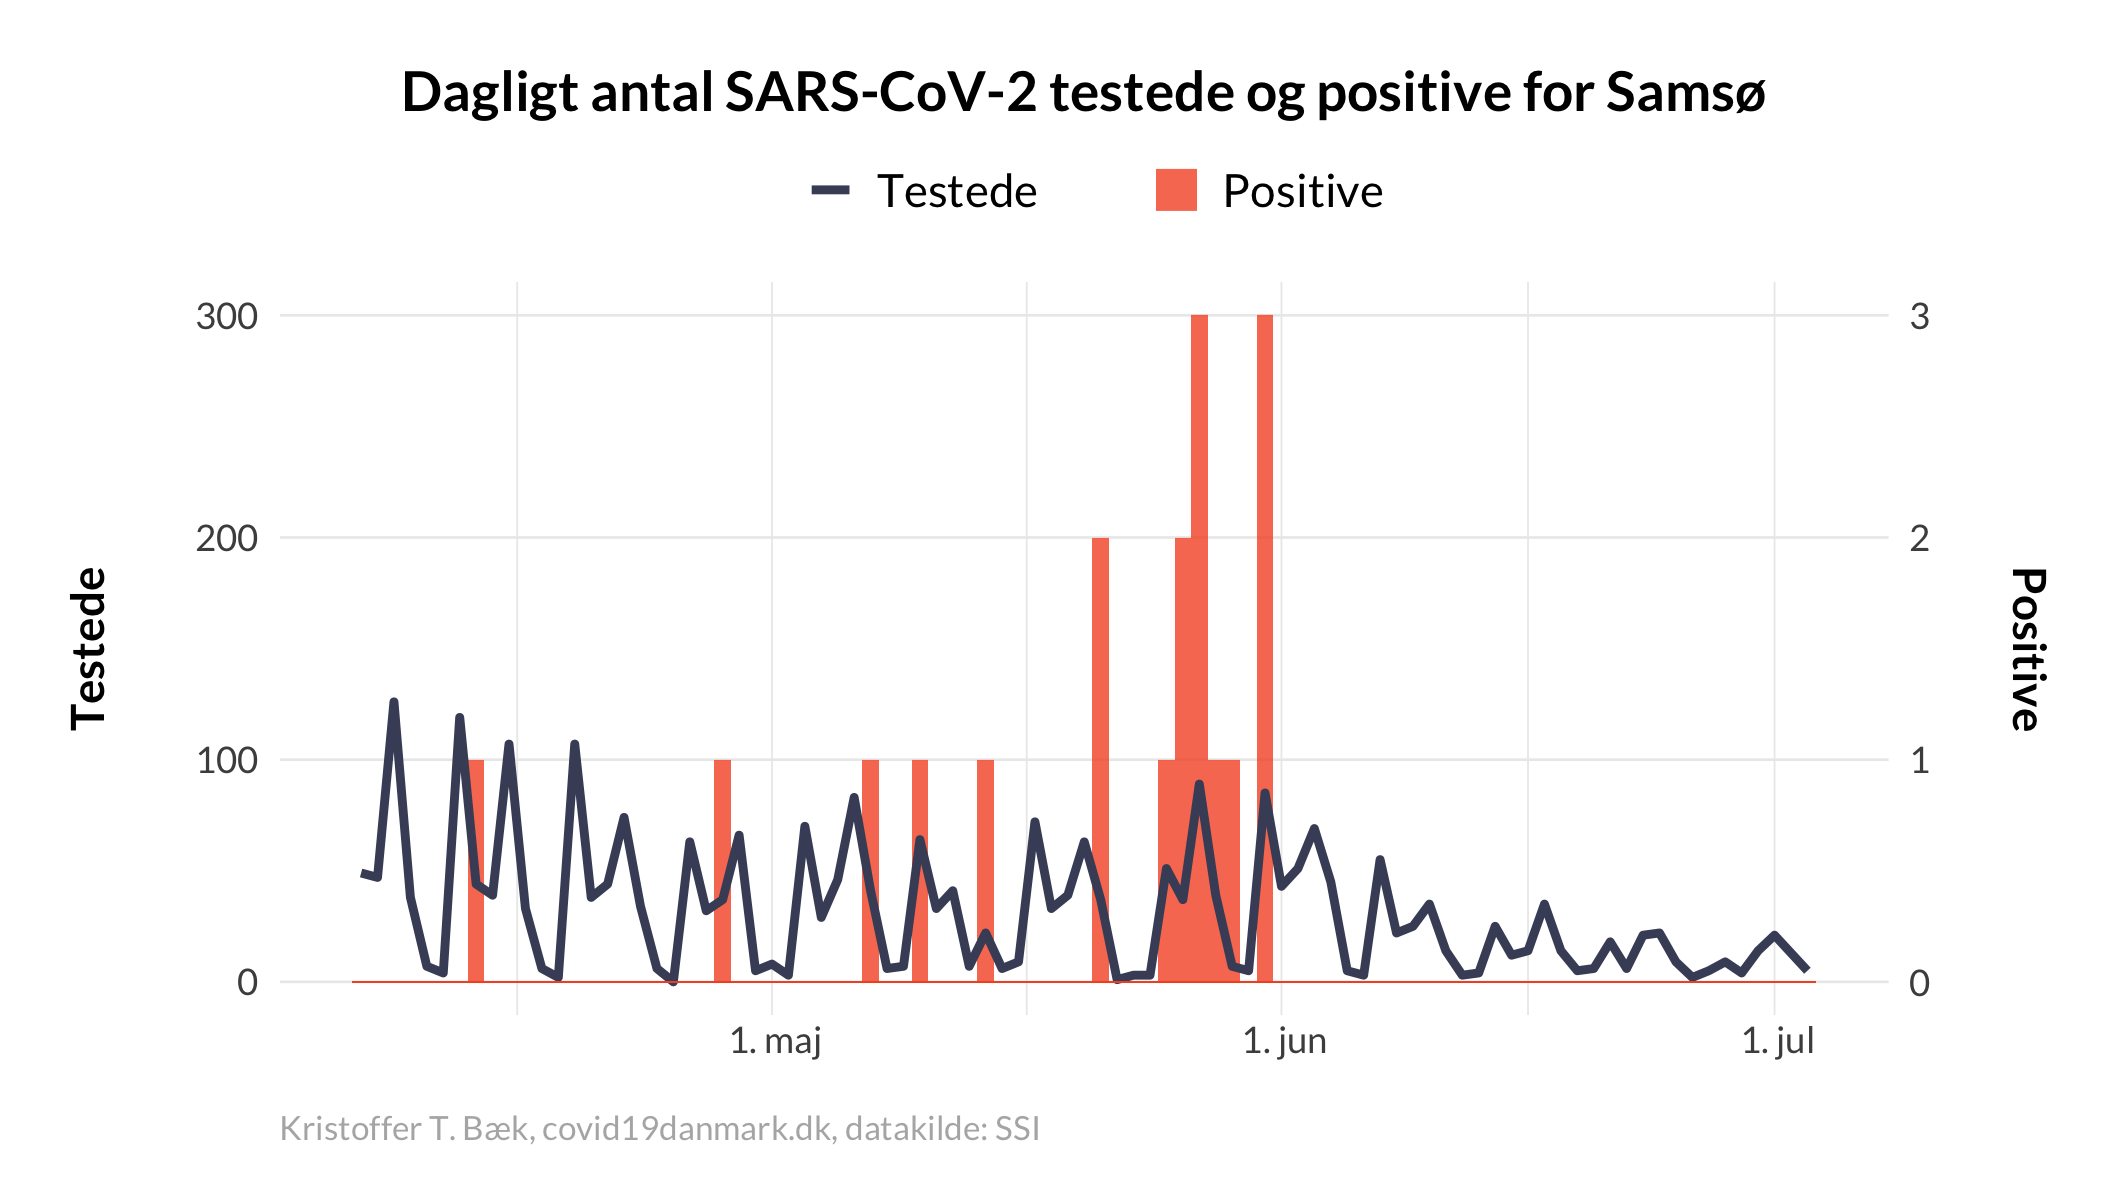 Dagligt antal SARS-CoV-2 testede og positive for Samsø
Testede Positive
300 3
200 2
100 1
0 0
Testede
Positive
1. maj 1. jun 1. jul
Kristoffer T. Bæk, covid19danmark.dk, datakilde: SSI